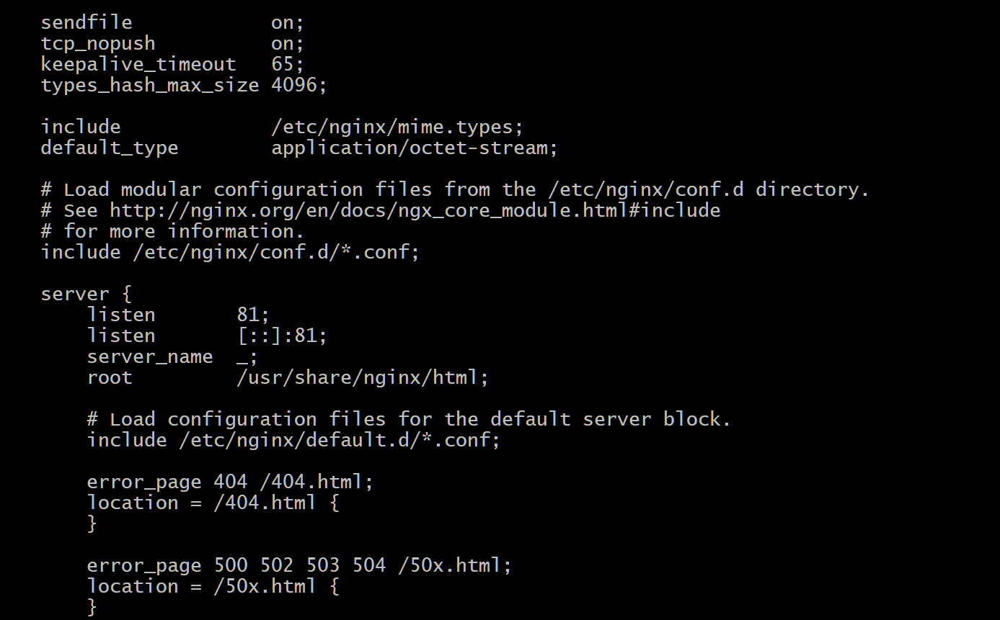 sendfile            on;
tcp_nopush          on;
keepalive_timeout   65;
types_hash_max_size 4096;

include             /etc/nginx/mime.types;
default_type        application/octet-stream;

# Load modular configuration files from the /etc/nginx/conf.d directory.
# See http://nginx.org/en/docs/ngx_core_module.html#include
# for more information.
include /etc/nginx/conf.d/*.conf;

server {
    listen       81;
    listen       [::]:81;
    server_name  _;
    root         /usr/share/nginx/html;

    # Load configuration files for the default server block.
    include /etc/nginx/default.d/*.conf;

    error_page 404 /404.html;
    location = /404.html {
    }

    error_page 500 502 503 504 /50x.html;
    location = /50x.html {
    }